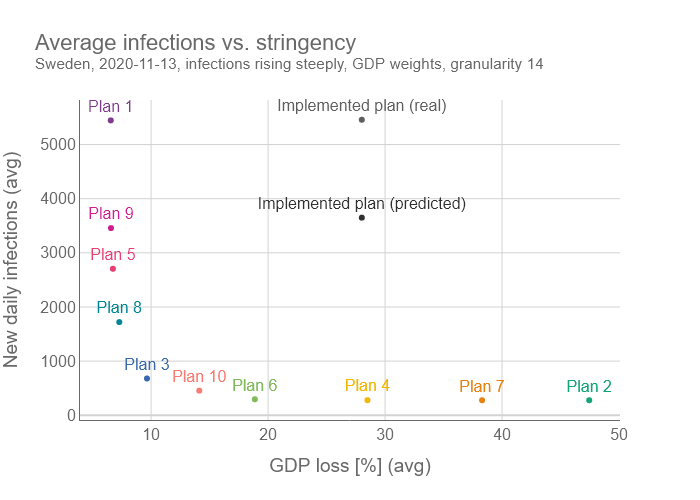 Average infections vs. stringency
Sweden, 2020-11-13, infections rising steeply, GDP weights, granularity 14
New daily infections (avg)
5000
4000
3000
2000
1000
0
Plan 1
Implemented plan (real)
Implemented plan (predicted)
Plan 9
Plan 5
Plan 8
Plan 3
Plan 10
Plan 6
Plan 4
Plan 7
Plan 2
10
20
30
40
50
GDP loss [%] (avg)